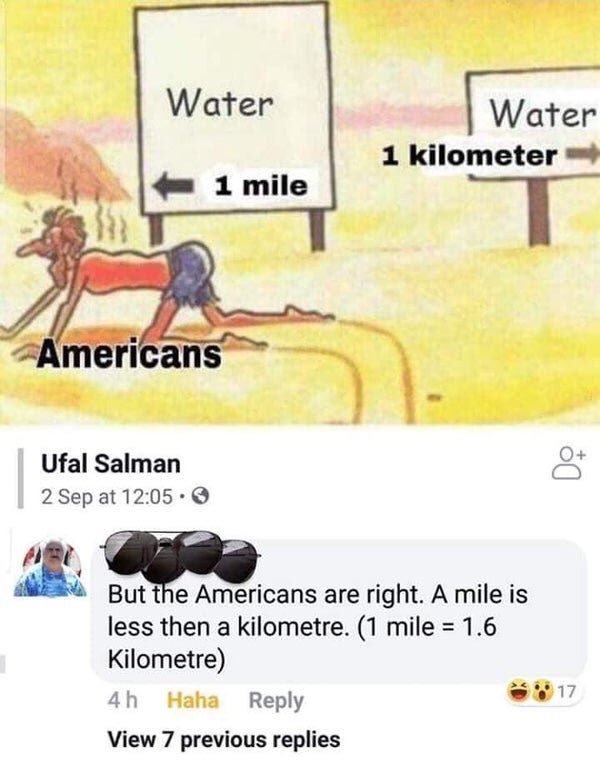 Water
← 1 mile
Water
1 kilometer →
Americans
Ufal Salman
2 Sep at 12:05 ·
But the Americans are right. A mile is
less then a kilometre. (1 mile = 1.6
Kilometre)
4 h Haha Reply
17
View 7 previous replies